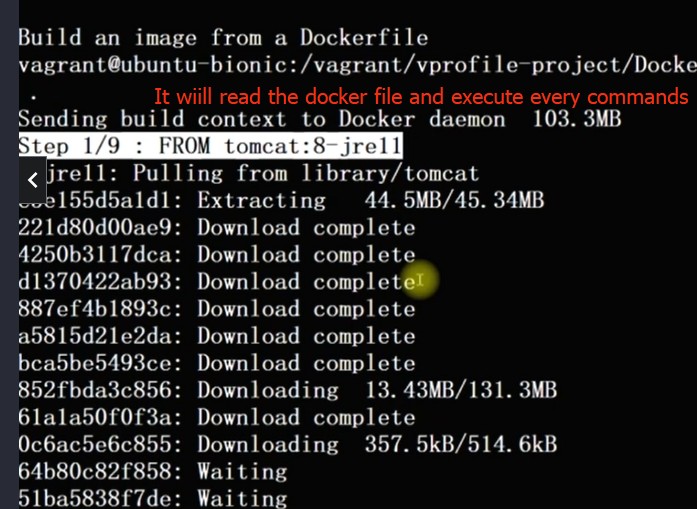 Build an image from a Dockerfile
vagrant@ubuntu-bionic:/vagrant/vprofile-project/Docke
.
It wiill read the docker file and execute every commands
Sending build context to Docker daemon 103.3MB
Step 1/9 : FROM tomcat:8-jre11
jre11: Pulling from library/tomcat
e155d5a1d1: Extracting 44.5MB/45.34MB
221d80d00ae9: Download complete
4250b3117dca: Download complete
d1370422ab93: Download complete
887ef4b1893c: Download complete
a5815d21e2da: Download complete
bca5be5493ce: Download complete
852fbda3c856: Downloading 13.43MB/131.3MB
61a1a50f0f3a: Download complete
0c6ac5e6c855: Downloading 357.5kB/514.6kB
64b80c82f858: Waiting
51ba5838f7de: Waiting